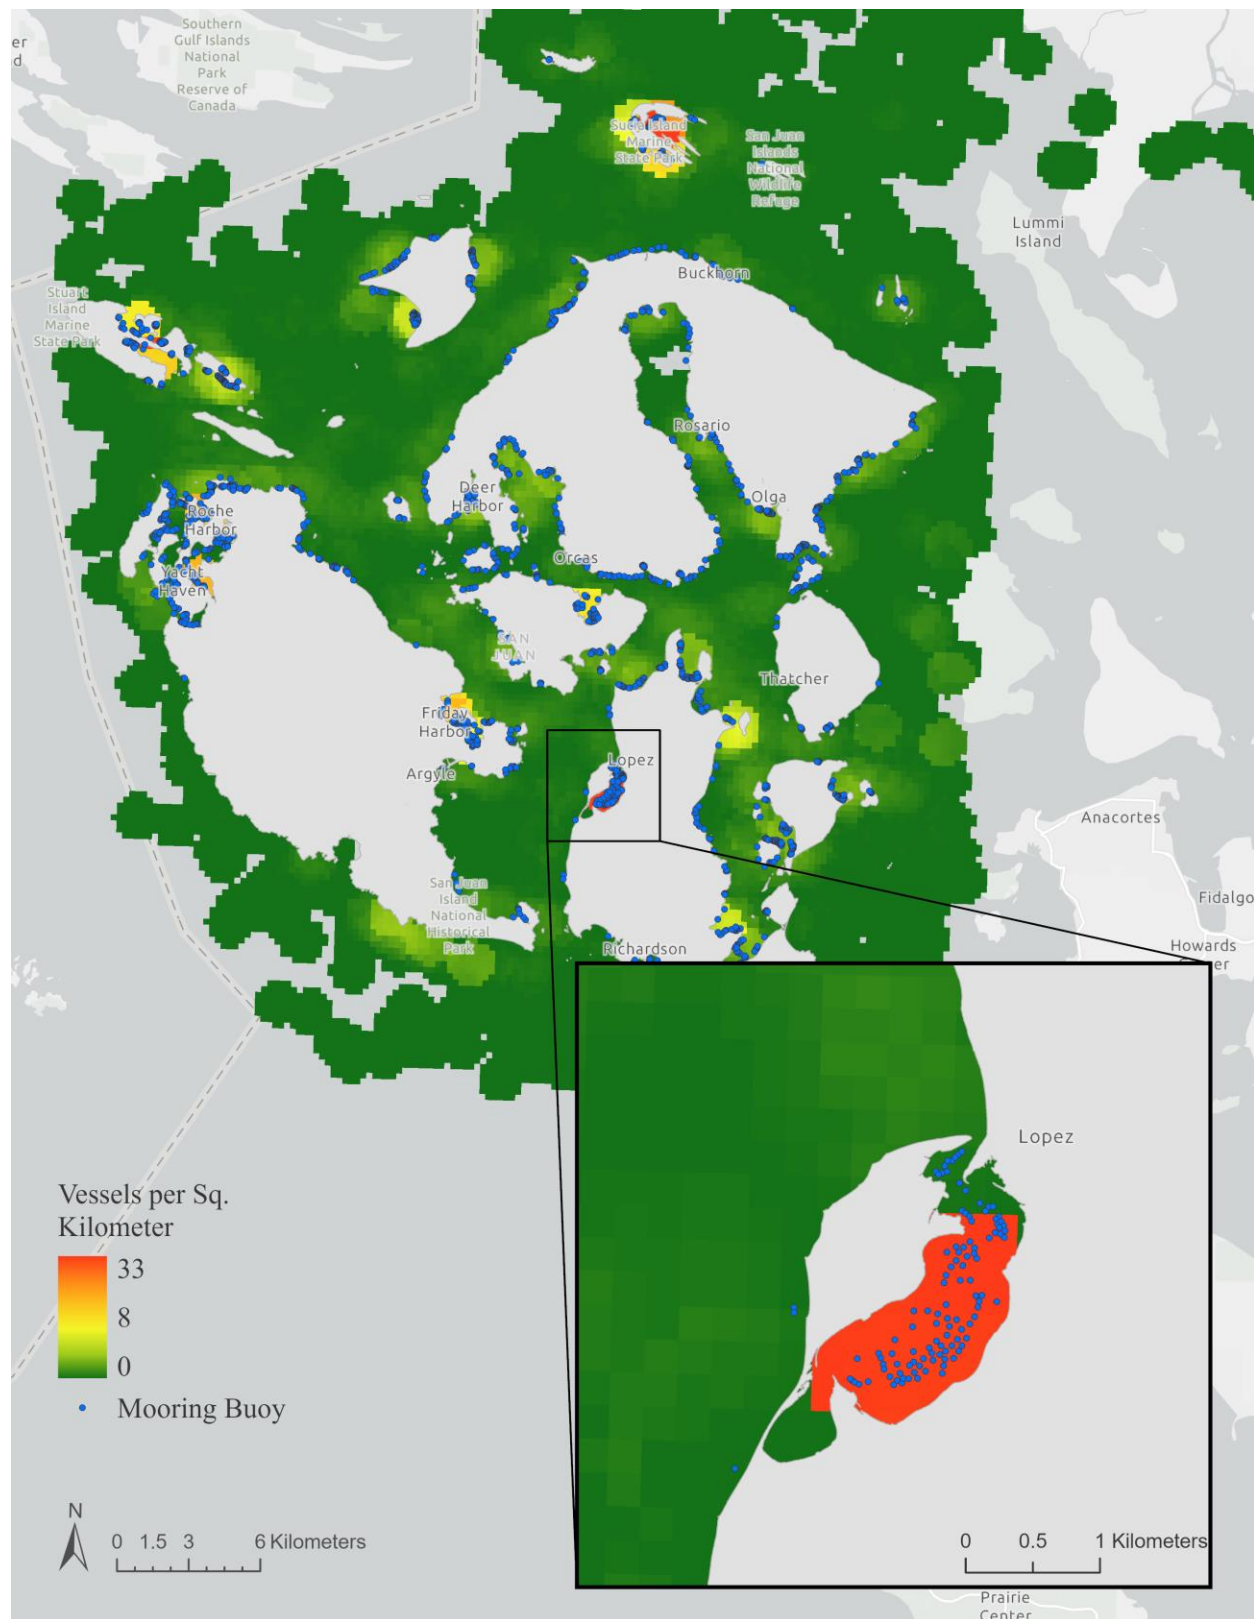 Southern
Gulf Islands
National
Park
Reserve of
Canada
er
d
Sucia Island
Marine
State Park
San Juan
Islands
National
Wildlife
Refuge
Lummi
Island
Buckhorn
Stuart
Island
Marine
State Park
Rosario
Deer
Harbor
Olga
Roche
Harbor
Orcas
Yacht
Haven
SAN
JUAN
Thatcher
Friday
Harbor
Lopez
Argyle
Anacortes
San Juan
Island
National
Historical
Park
Fidalgo
Richardson
Howards
er
Lopez
Vessels per Sq.
Kilometer
33
8
0
Mooring Buoy
N
0 1.5 3 6 Kilometers
0 0.5 1 Kilometers
Prairie
Center